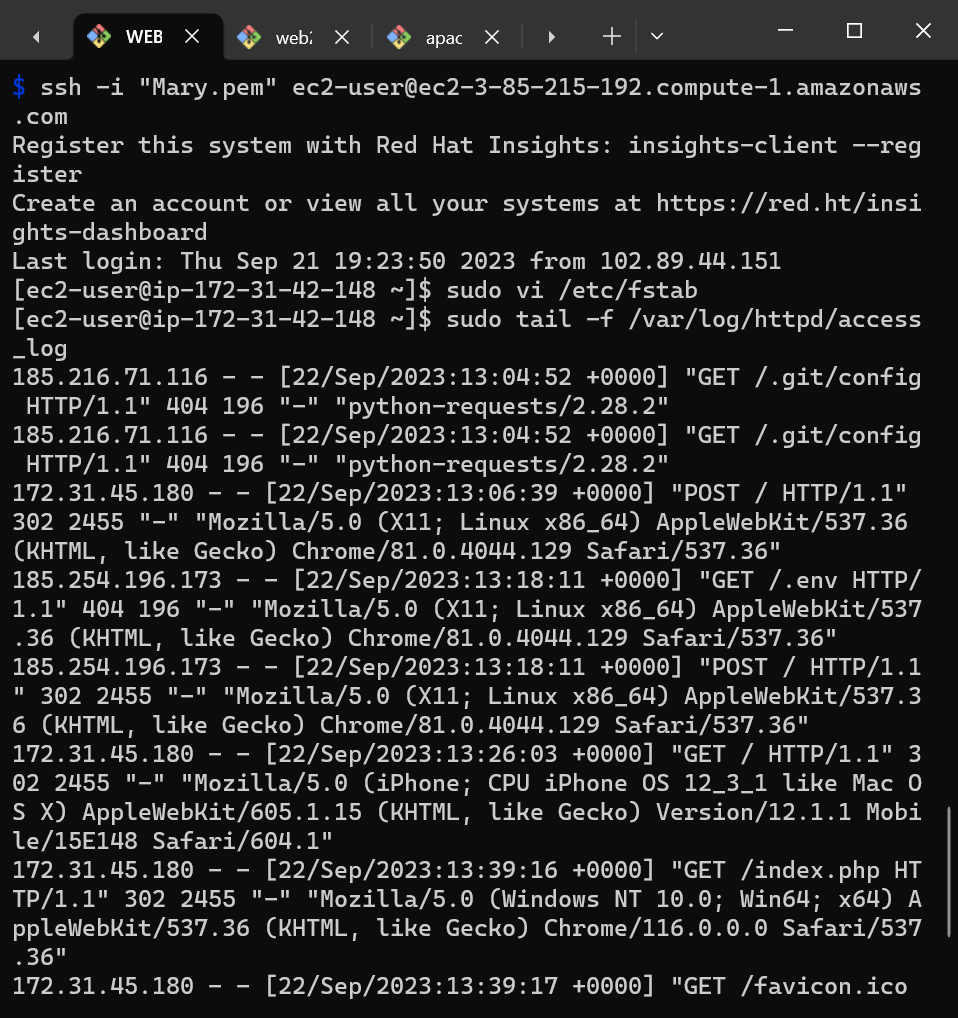 WEB
web2
apac
$ ssh -i "Mary.pem" ec2-user@ec2-3-85-215-192.compute-1.amazonaws
.com
Register this system with Red Hat Insights: insights-client --reg
ister
Create an account or view all your systems at https://red.ht/insi
ghts-dashboard
Last login: Thu Sep 21 19:23:50 2023 from 102.89.44.151
[ec2-user@ip-172-31-42-148 ~]$ sudo vi /etc/fstab
[ec2-user@ip-172-31-42-148 ~]$ sudo tail -f /var/log/httpd/access
_log
185.216.71.116 - - [22/Sep/2023:13:04:52 +0000] "GET /.git/config
 HTTP/1.1" 404 196 "-" "python-requests/2.28.2"
185.216.71.116 - - [22/Sep/2023:13:04:52 +0000] "GET /.git/config
 HTTP/1.1" 404 196 "-" "python-requests/2.28.2"
172.31.45.180 - - [22/Sep/2023:13:06:39 +0000] "POST / HTTP/1.1"
302 2455 "-" "Mozilla/5.0 (X11; Linux x86_64) AppleWebKit/537.36
(KHTML, like Gecko) Chrome/81.0.4044.129 Safari/537.36"
185.254.196.173 - - [22/Sep/2023:13:18:11 +0000] "GET /.env HTTP/
1.1" 404 196 "-" "Mozilla/5.0 (X11; Linux x86_64) AppleWebKit/537
.36 (KHTML, like Gecko) Chrome/81.0.4044.129 Safari/537.36"
185.254.196.173 - - [22/Sep/2023:13:18:11 +0000] "POST / HTTP/1.1
" 302 2455 "-" "Mozilla/5.0 (X11; Linux x86_64) AppleWebKit/537.3
6 (KHTML, like Gecko) Chrome/81.0.4044.129 Safari/537.36"
172.31.45.180 - - [22/Sep/2023:13:26:03 +0000] "GET / HTTP/1.1" 3
02 2455 "-" "Mozilla/5.0 (iPhone; CPU iPhone OS 12_3_1 like Mac O
S X) AppleWebKit/605.1.15 (KHTML, like Gecko) Version/12.1.1 Mobi
le/15E148 Safari/604.1"
172.31.45.180 - - [22/Sep/2023:13:39:16 +0000] "GET /index.php HT
TP/1.1" 302 2455 "-" "Mozilla/5.0 (Windows NT 10.0; Win64; x64) A
ppleWebKit/537.36 (KHTML, like Gecko) Chrome/116.0.0.0 Safari/537
.36"
172.31.45.180 - - [22/Sep/2023:13:39:17 +0000] "GET /favicon.ico